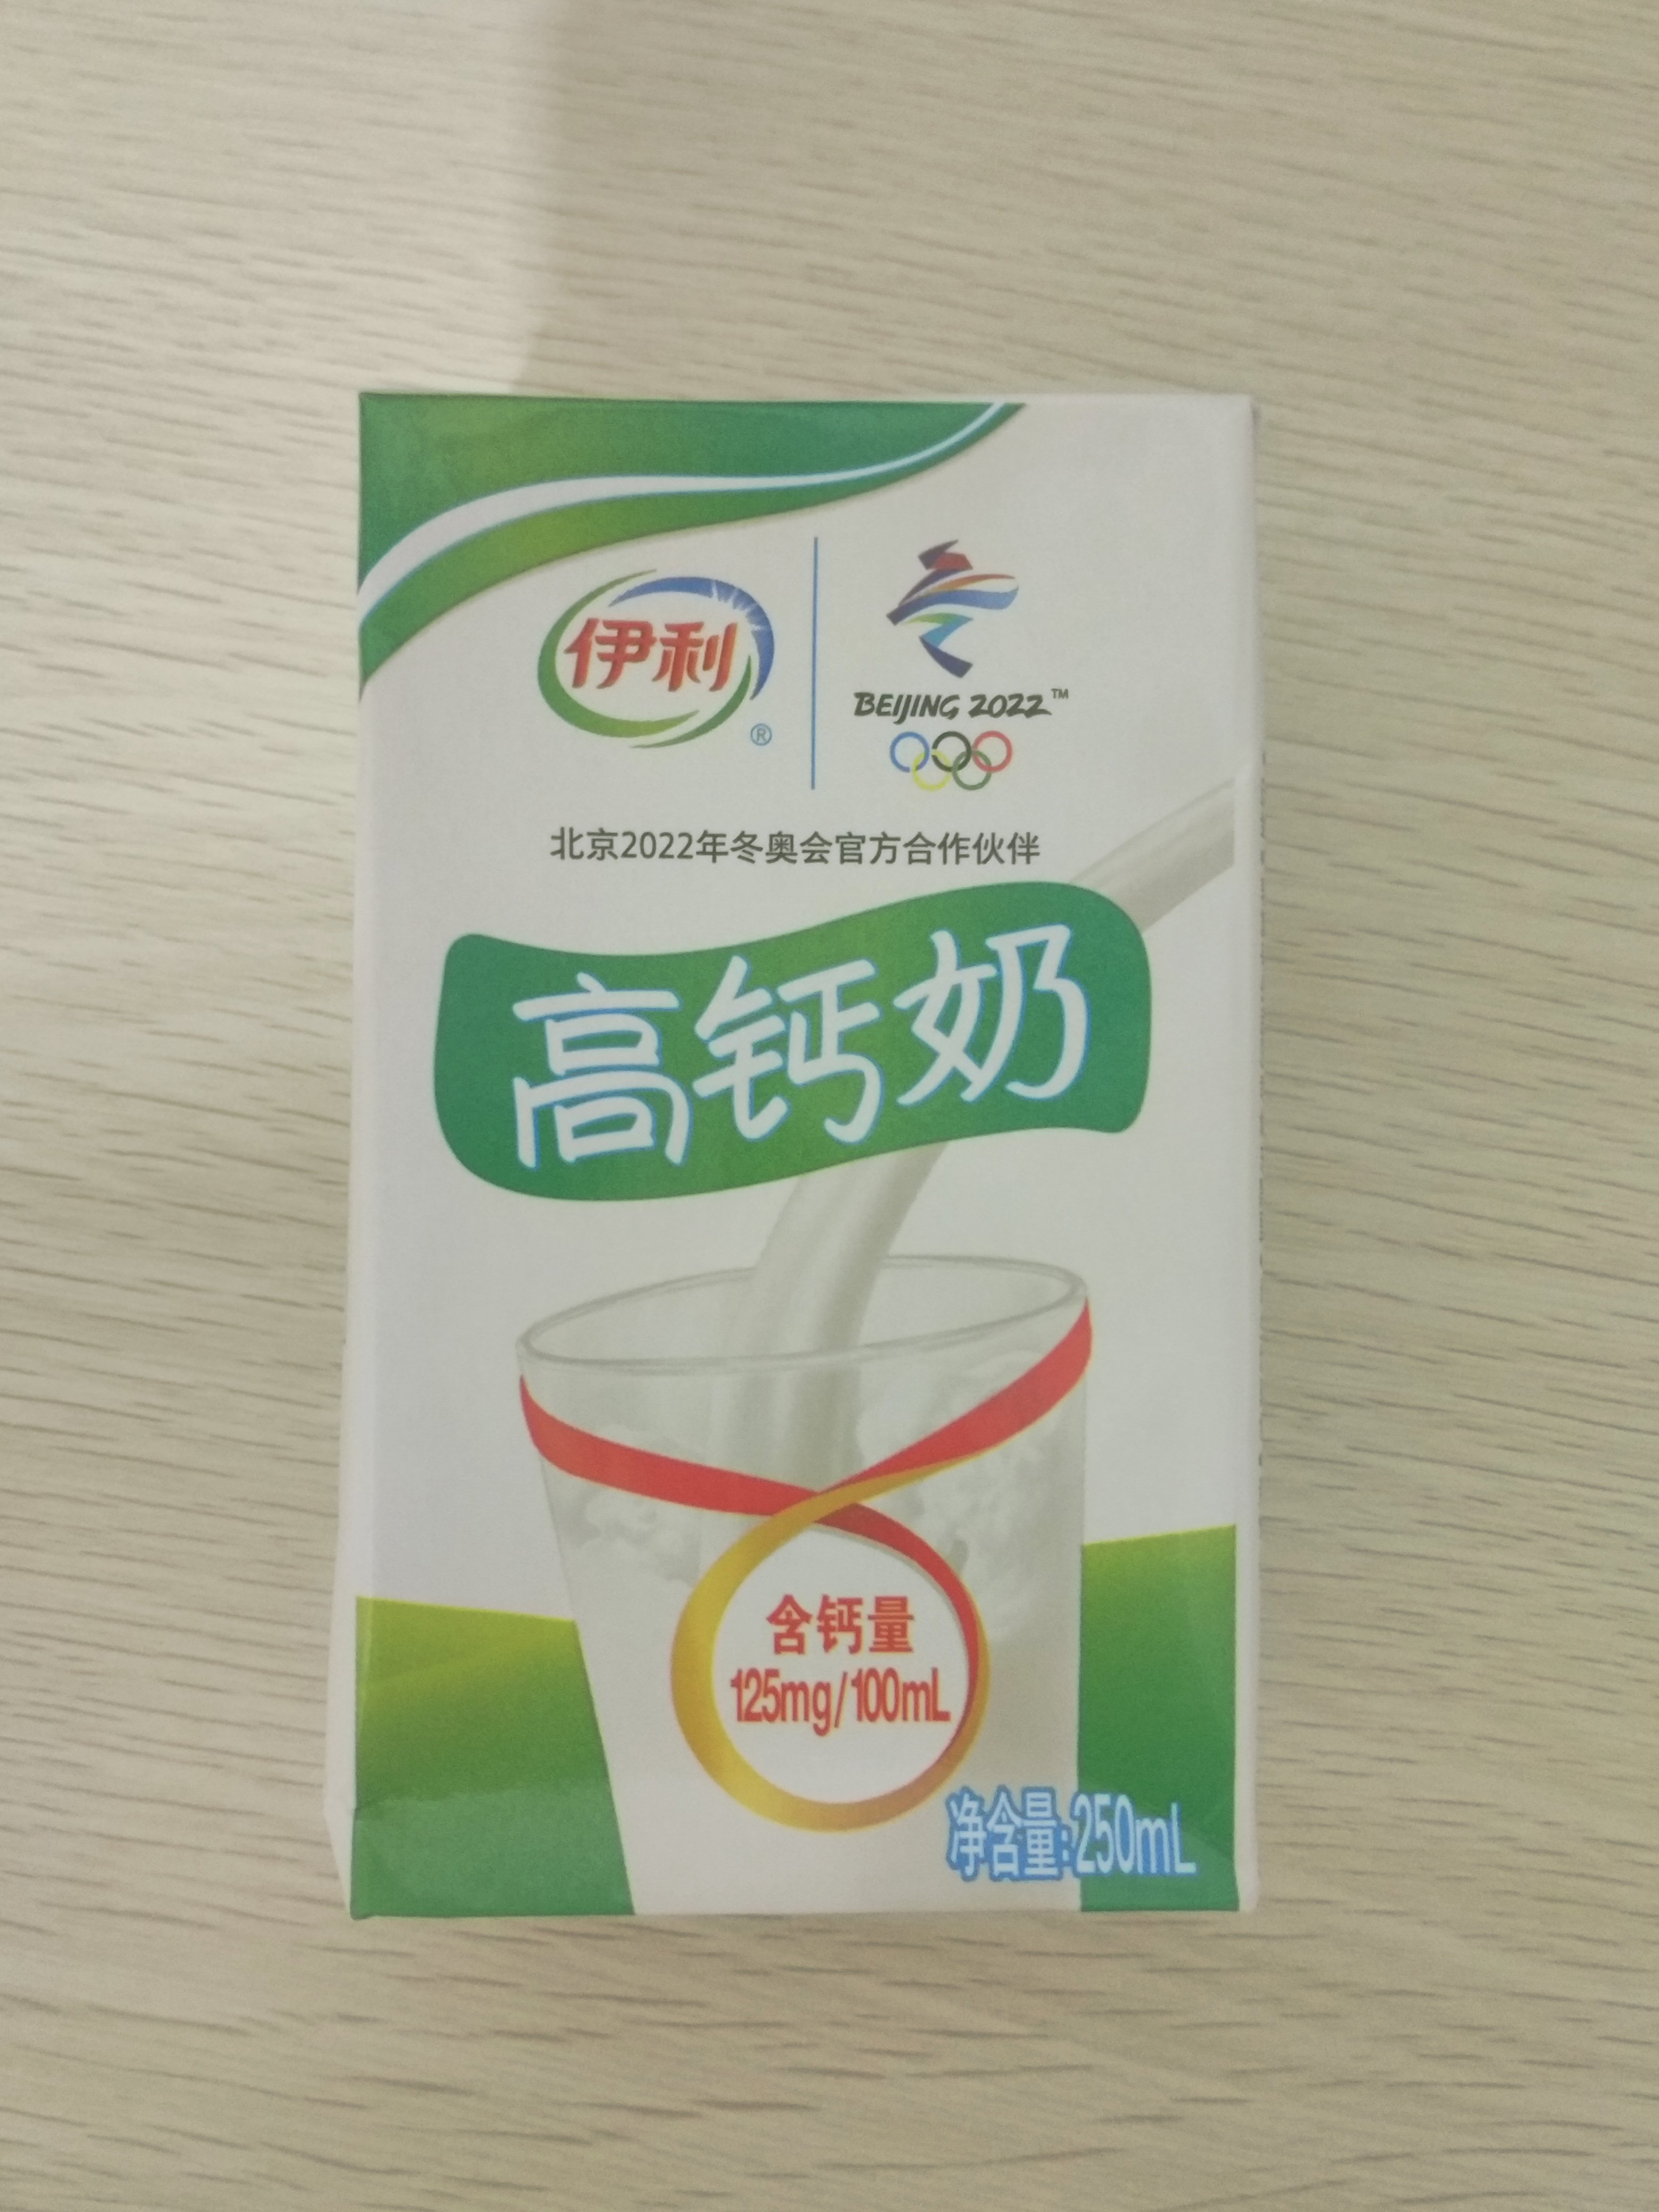 伊利
®
BEIJING 2022™
北京2022年冬奥会官方合作伙伴
高钙奶
含钙量
125mg/100mL
净含量:250mL